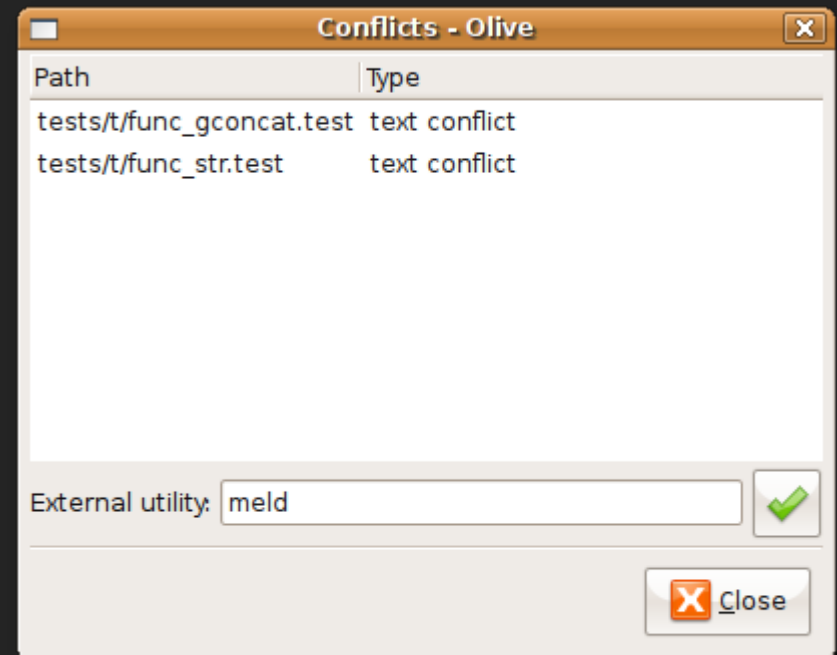 Conflicts - Olive
Path Type
tests/t/func_gconcat.test text conflict
tests/t/func_str.test text conflict
External utility: meld
Close